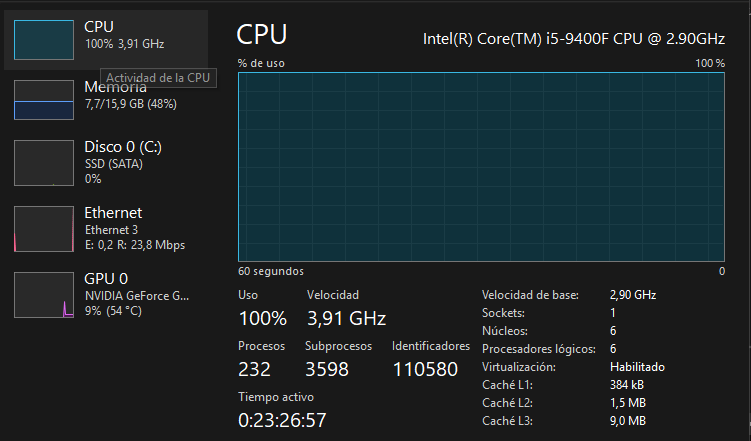 CPU
100% 3,91 GHz
Actividad de la CPU
Memoria
7,7/15,9 GB (48%)
Disco 0 (C:)
SSD (SATA)
0%
Ethernet
Ethernet 3
E: 0,2 R: 23,8 Mbps
GPU 0
NVIDIA GeForce G...
9% (54 °C)
CPU
Intel(R) Core(TM) i5-9400F CPU @ 2.90GHz
% de uso 100 %
60 segundos 0
Uso Velocidad
100% 3,91 GHz
Procesos Subprocesos Identificadores
232 3598 110580
Tiempo activo
0:23:26:57
Velocidad de base: 2,90 GHz
Sockets: 1
Núcleos: 6
Procesadores lógicos: 6
Virtualización: Habilitado
Caché L1: 384 kB
Caché L2: 1,5 MB
Caché L3: 9,0 MB